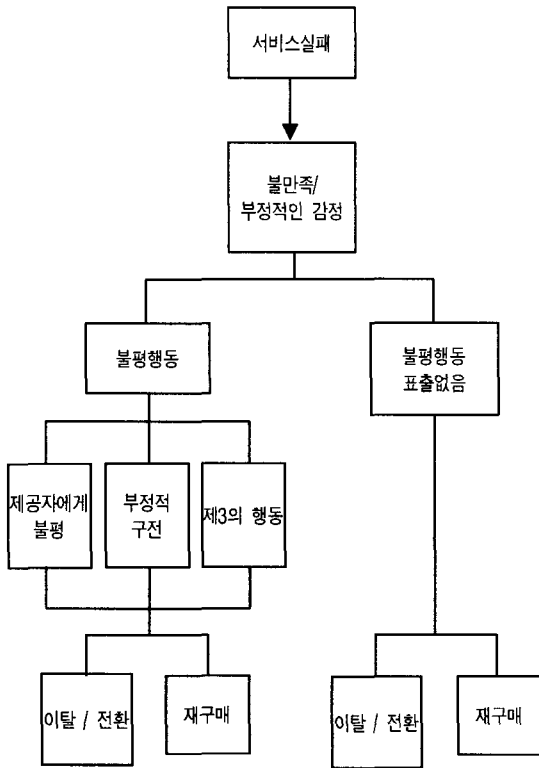 서비스실패
불만족/
부정적인 감정
불평행동
불평행동
표출없음
제공자에게
불평
부정적
구전
제3의 행동
이탈 / 전환
재구매
이탈 / 전환
재구매